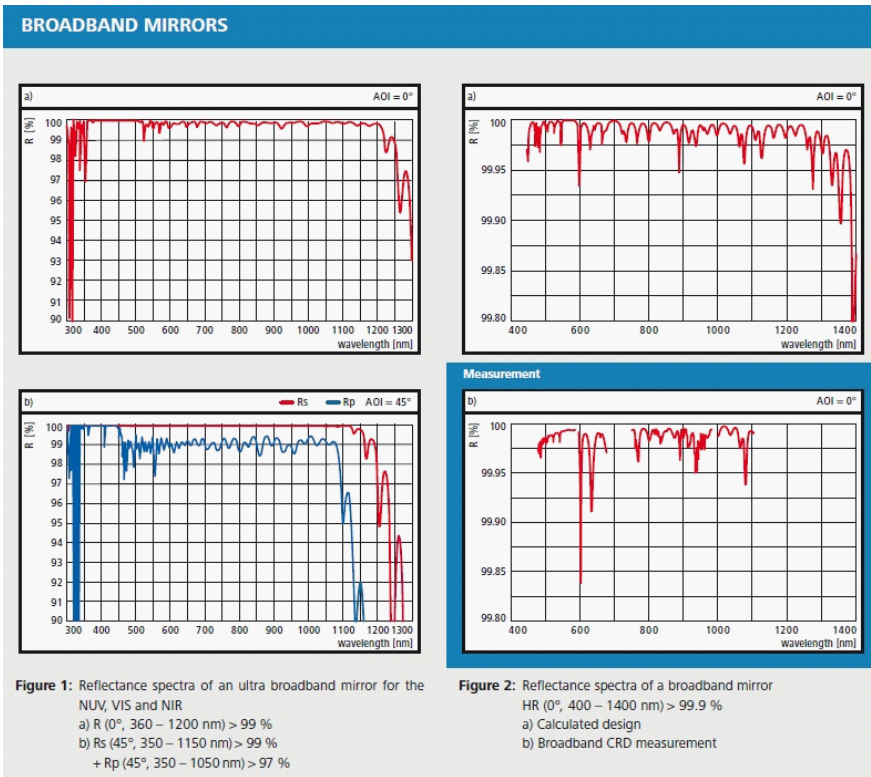 BROADBAND MIRRORS
a) AOI = 0°
R [%]
100
99
98
97
96
95
94
93
92
91
90
300 400 500 600 700 800 900 1000 1100 1200 1300
wavelength [nm]
a) AOI = 0°
R [%]
100
99.95
99.90
99.85
99.80
400 600 800 1000 1200 1400
wavelength [nm]
b) Rs Rp AOI = 45°
R [%]
100
99
98
97
96
95
94
93
92
91
90
300 400 500 600 700 800 900 1000 1100 1200 1300
wavelength [nm]
Measurement
b) AOI = 0°
R [%]
100
99.95
99.90
99.85
99.80
400 600 800 1000 1200 1400
wavelength [nm]
Figure 1: Reflectance spectra of an ultra broadband mirror for the
NUV, VIS and NIR
a) R (0°, 360 – 1200 nm) > 99 %
b) Rs (45°, 350 – 1150 nm) > 99 %
+ Rp (45°, 350 – 1050 nm) > 97 %
Figure 2: Reflectance spectra of a broadband mirror
HR (0°, 400 – 1400 nm) > 99.9 %
a) Calculated design
b) Broadband CRD measurement